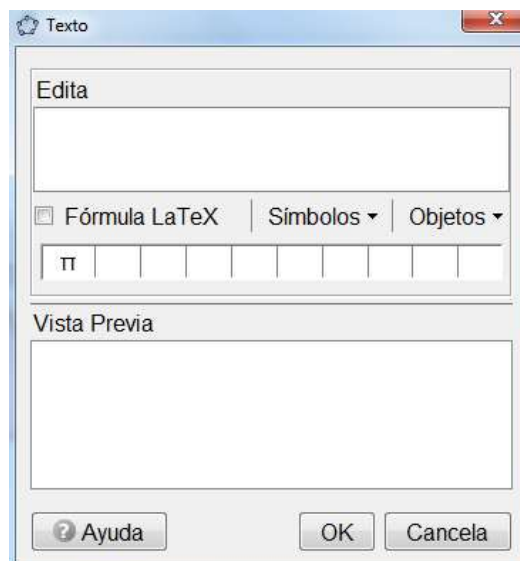 Texto
Edita
Fórmula LaTeX Símbolos Objetos
π
Vista Previa
? Ayuda OK Cancela